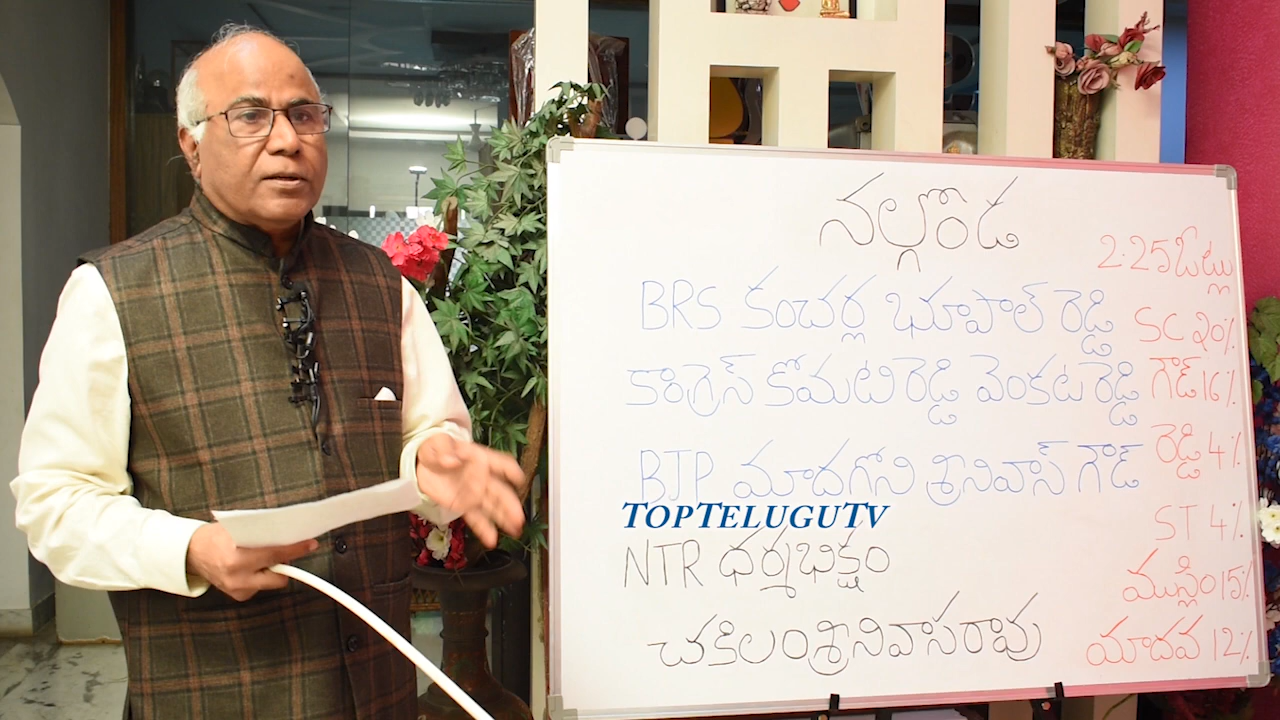 నల్గొండ
2.25 ఓట్లు
BRS కంచర్ల భూపాల్ రెడ్డి
SC 20%
కాంగ్రెస్ కోమటిరెడ్డి వెంకటరెడ్డి
గౌడ్ 16%
రెడ్డి 4%
BJP మాదగోని శ్రీనివాస్ గౌడ్
TOPTELUGUTV
ST 4%
NTR ధర్మభిక్షం
ముస్లిం 15%
చకిలంశ్రీనివాసరావు
యాదవ 12%